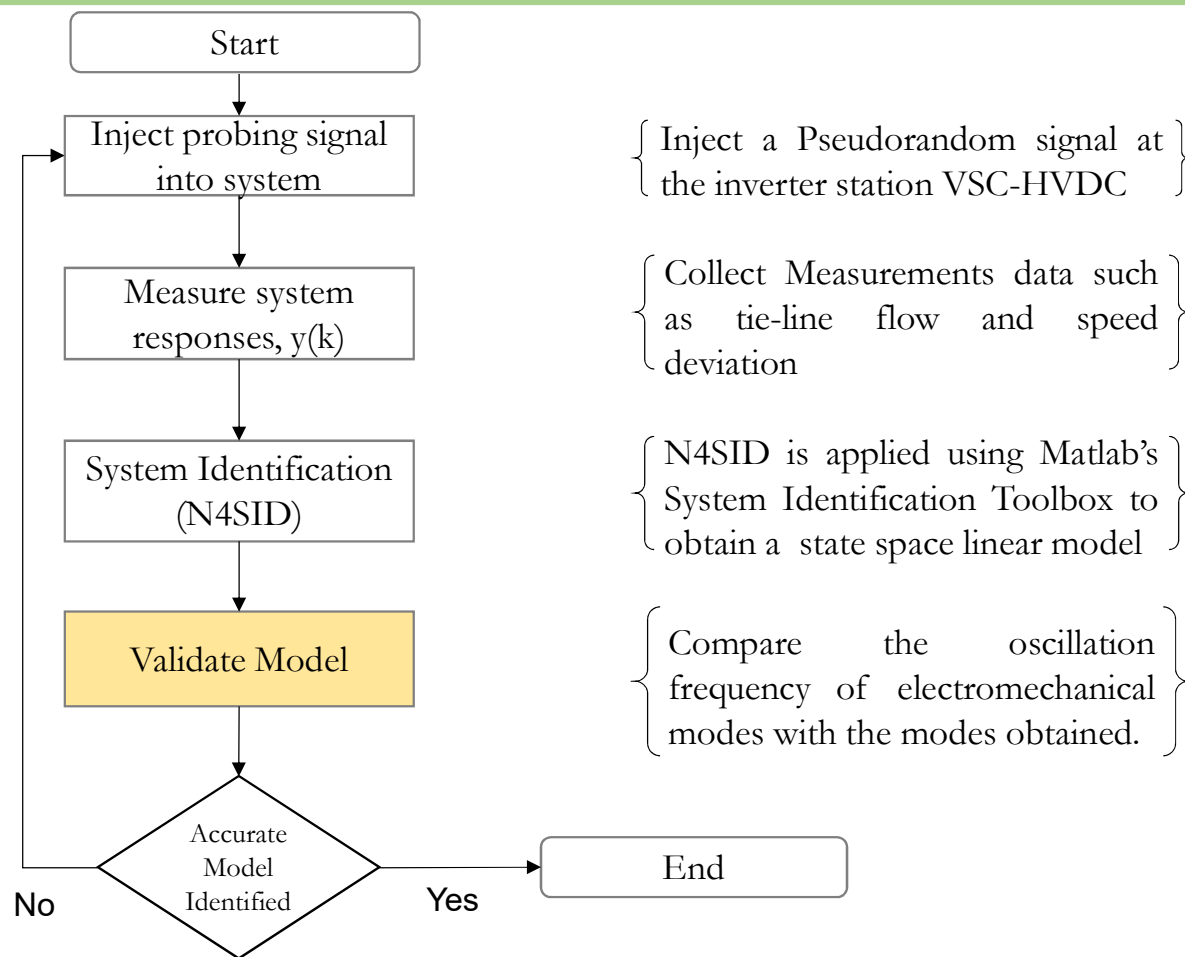 Start
Inject probing signal
into system
Inject a Pseudorandom signal at
the inverter station VSC-HVDC
Measure system
responses, y(k)
Collect Measurements data such
as tie-line flow and speed
deviation
System Identification
(N4SID)
N4SID is applied using Matlab's
System Identification Toolbox to
obtain a state space linear model
Validate Model
Compare the oscillation
frequency of electromechanical
modes with the modes obtained.
Accurate
Model
Identified
No
Yes
End